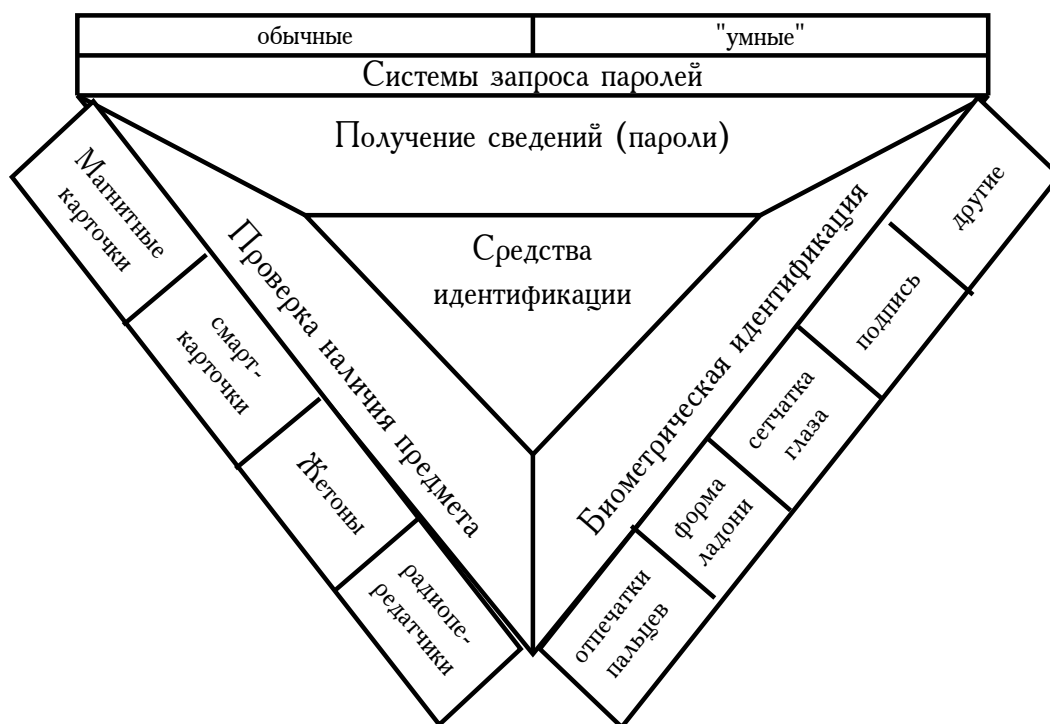 обычные
"умные"
Системы запроса паролей
Получение сведений (пароли)
Средства
идентификации
Проверка наличия предмета
Магнитные
карточки
смарт-
карточки
Жетоны
радиопе-
редатчики
Биометрическая идентификация
другие
подпись
сетчатка
глаза
форма
ладони
отпечатки
пальцев